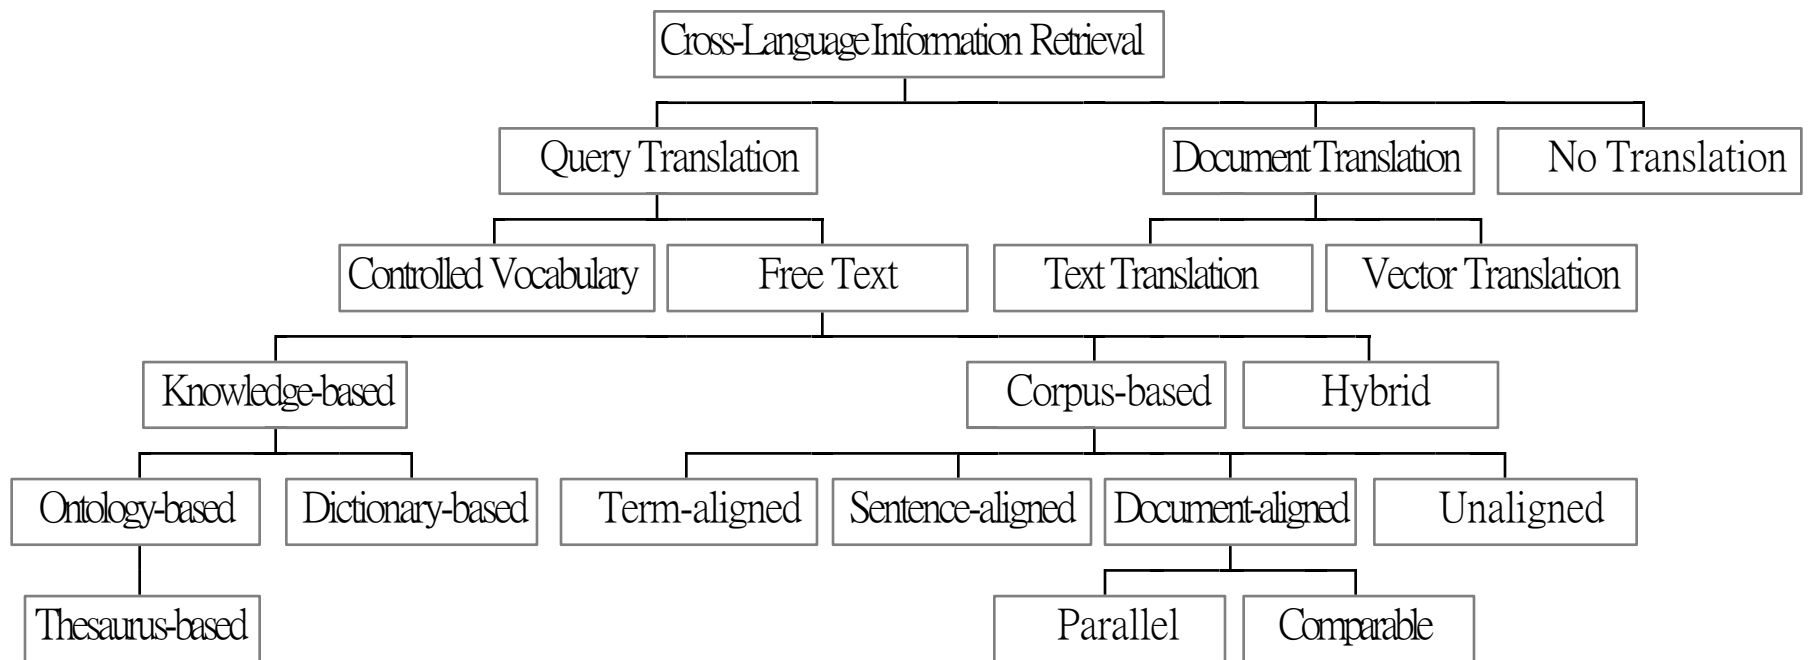 Cross-Language Information Retrieval
Query Translation
Document Translation
No Translation
Controlled Vocabulary
Free Text
Text Translation
Vector Translation
Knowledge-based
Corpus-based
Hybrid
Ontology-based
Dictionary-based
Term-aligned
Sentence-aligned
Document-aligned
Unaligned
Thesaurus-based
Parallel
Comparable